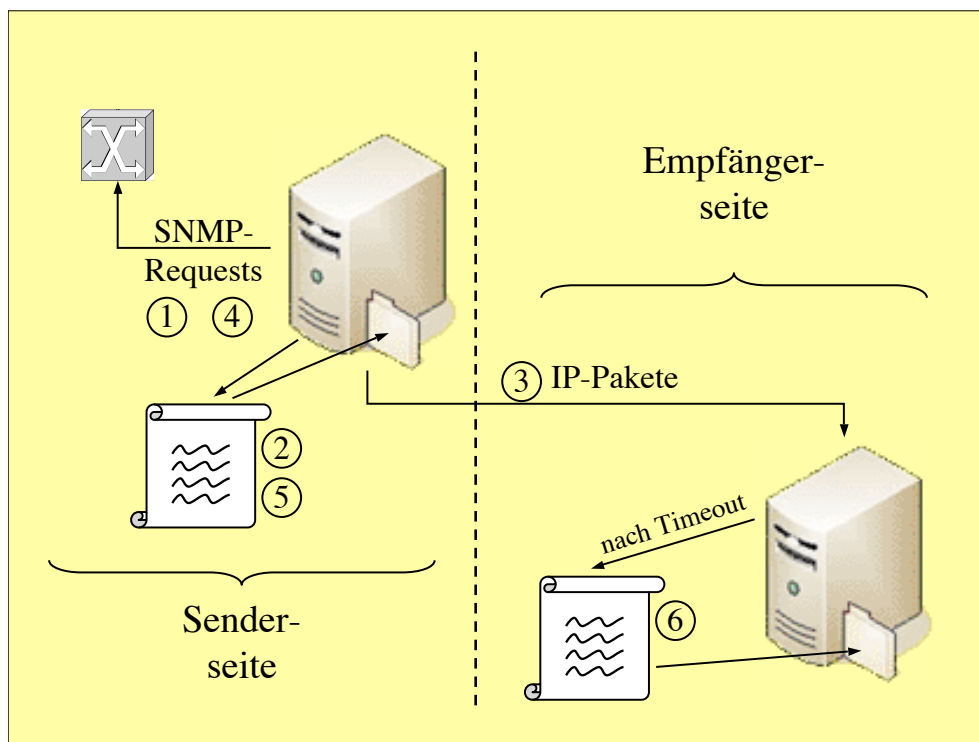 Empfänger-
seite
SNMP-
Requests
1 4
3 IP-Pakete
2
5
nach Timeout
6
Sender-
seite